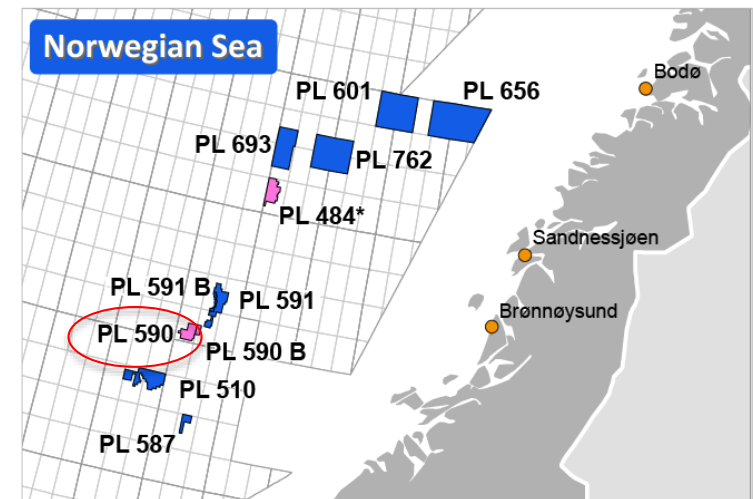 Norwegian Sea
Bodø
PL 601
PL 656
PL 693
PL 762
PL 484*
Sandnessjøen
PL 591 B
PL 591
Brønnøysund
PL 590
PL 590 B
PL 510
PL 587